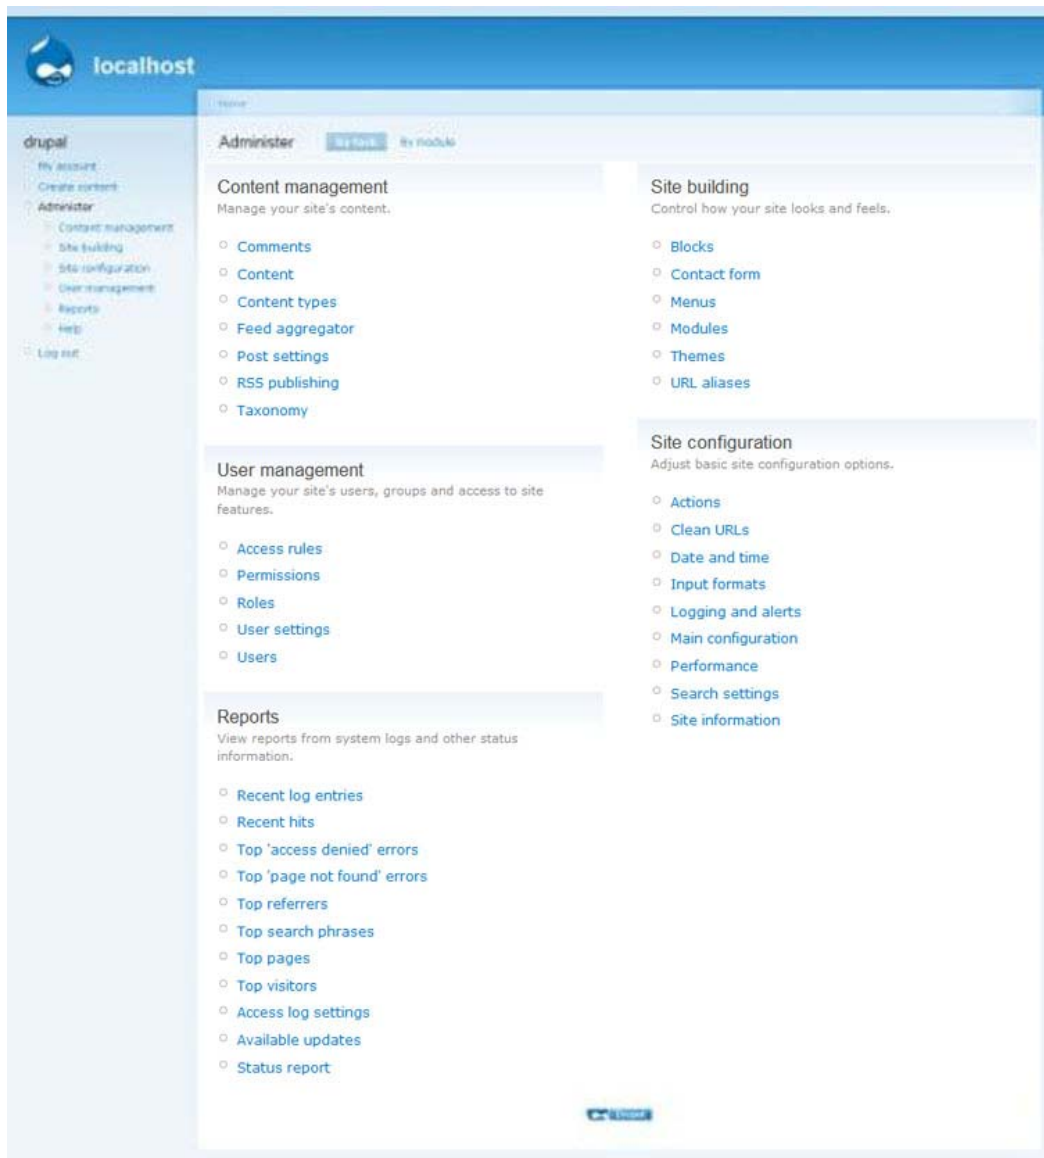 localhost
Home
drupal
My account
Create content
Administer
Content management
Site building
Site configuration
User management
Reports
Help
Log out
Administer
By task
By module
Content management
Manage your site's content.
Comments
Content
Content types
Feed aggregator
Post settings
RSS publishing
Taxonomy
User management
Manage your site's users, groups and access to site
features.
Access rules
Permissions
Roles
User settings
Users
Reports
View reports from system logs and other status
information.
Recent log entries
Recent hits
Top 'access denied' errors
Top 'page not found' errors
Top referrers
Top search phrases
Top pages
Top visitors
Access log settings
Available updates
Status report
Site building
Control how your site looks and feels.
Blocks
Contact form
Menus
Modules
Themes
URL aliases
Site configuration
Adjust basic site configuration options.
Actions
Clean URLs
Date and time
Input formats
Logging and alerts
Main configuration
Performance
Search settings
Site information